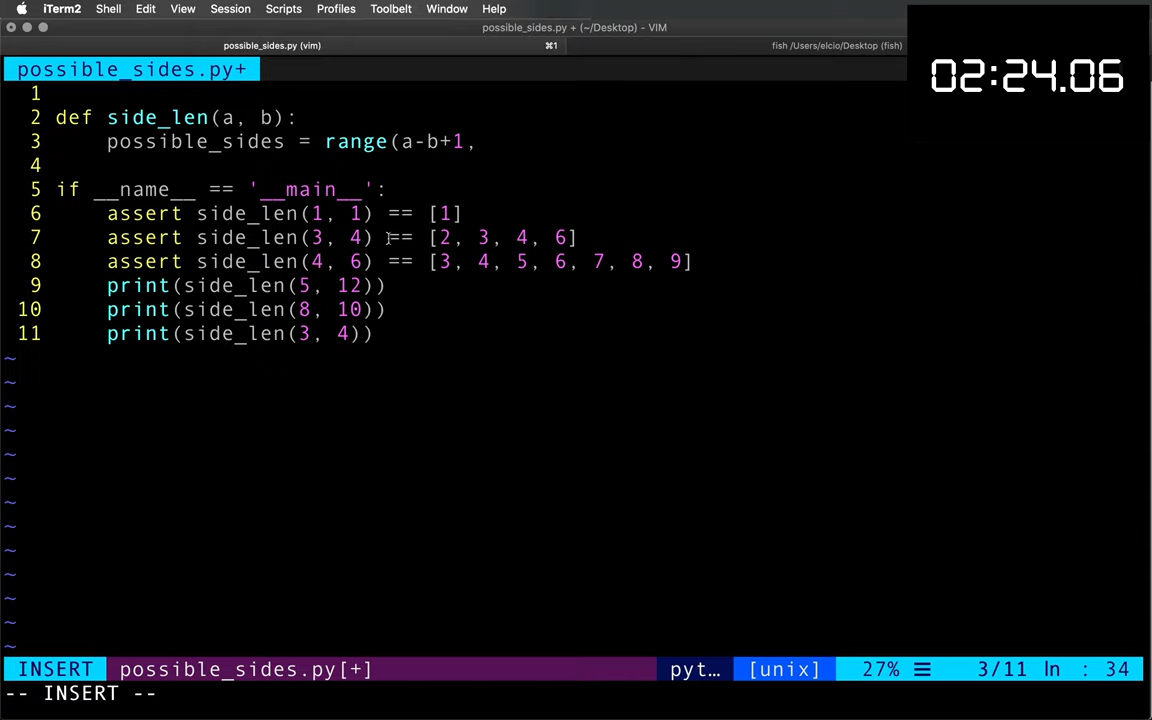 iTerm2 Shell Edit View Session Scripts Profiles Toolbelt Window Help
possible_sides.py + (~/Desktop) - VIM
possible_sides.py (vim) ⌘1 fish /Users/elcio/Desktop (fish)
02:24.06
possible_sides.py+
1
2 def side_len(a, b):
3     possible_sides = range(a-b+1,
4
5 if __name__ == '__main__':
6     assert side_len(1, 1) == [1]
7     assert side_len(3, 4) == [2, 3, 4, 6]
8     assert side_len(4, 6) == [3, 4, 5, 6, 7, 8, 9]
9     print(side_len(5, 12))
10     print(side_len(8, 10))
11     print(side_len(3, 4))
~
~
~
~
~
~
~
~
~
~
~
~
~
INSERT possible_sides.py[+] pyt… [unix] 27% ☰ 3/11 ln : 34
-- INSERT --